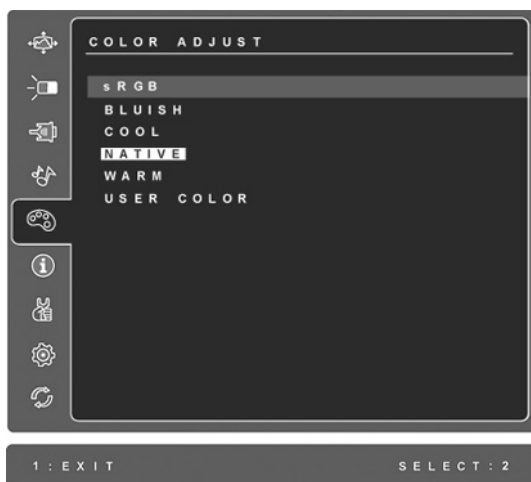 COLOR ADJUST
sRGB
BLUISH
COOL
NATIVE
WARM
USER COLOR
1:EXIT SELECT:2